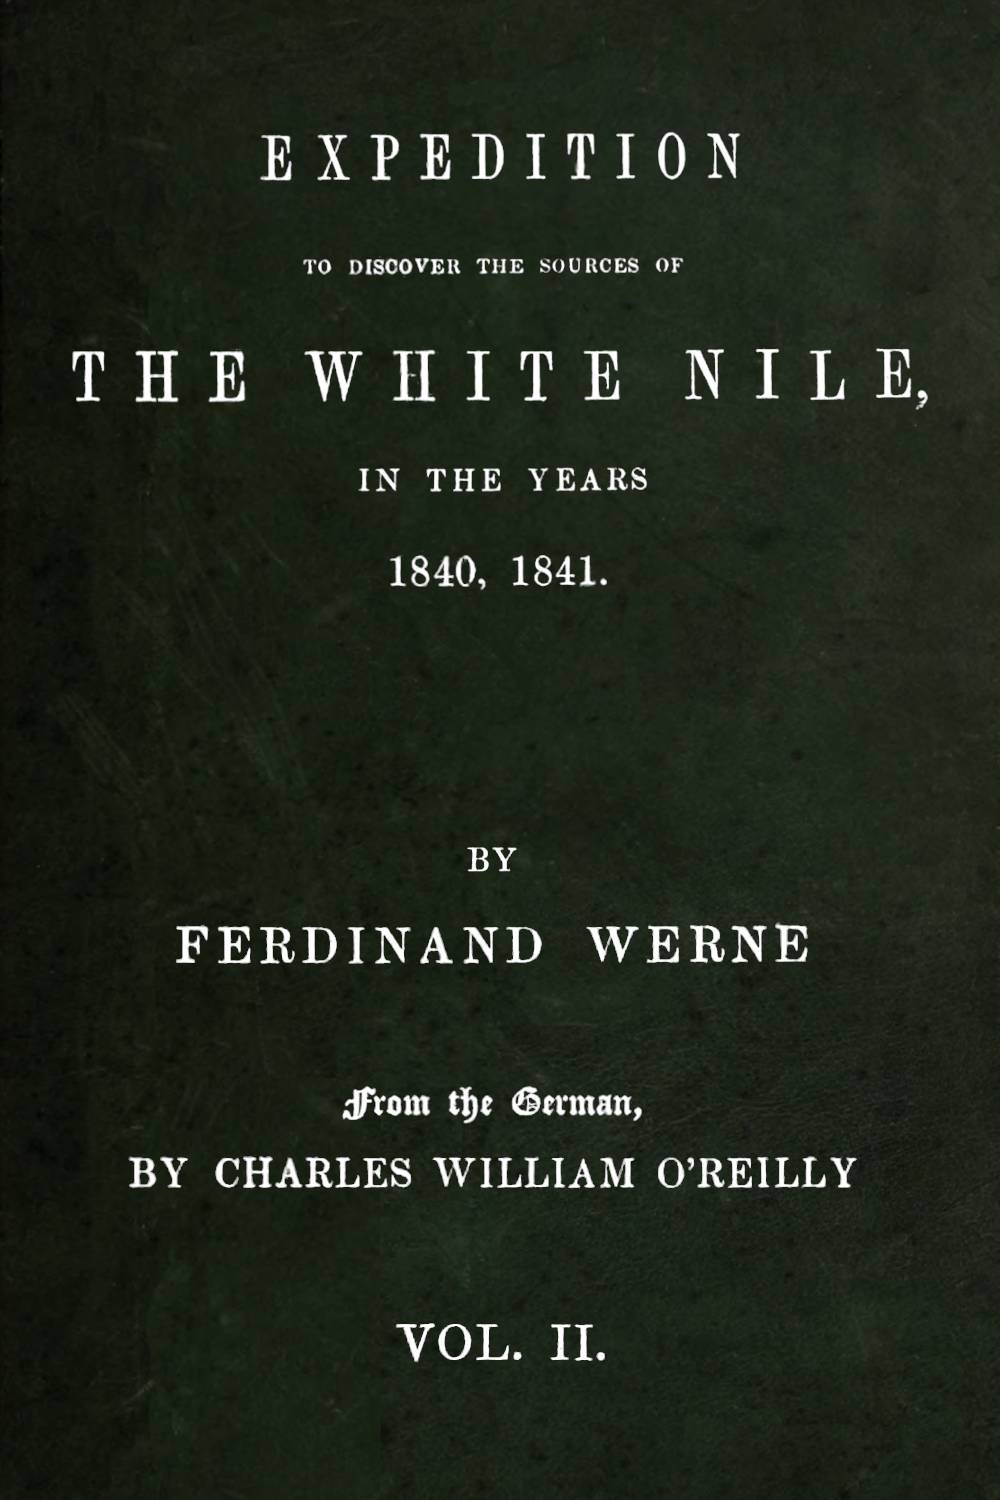 EXPEDITION
TO DISCOVER THE SOURCES OF
THE WHITE NILE,
IN THE YEARS
1840, 1841.
BY
FERDINAND WERNE
From the German,
BY CHARLES WILLIAM O'REILLY
VOL. II.